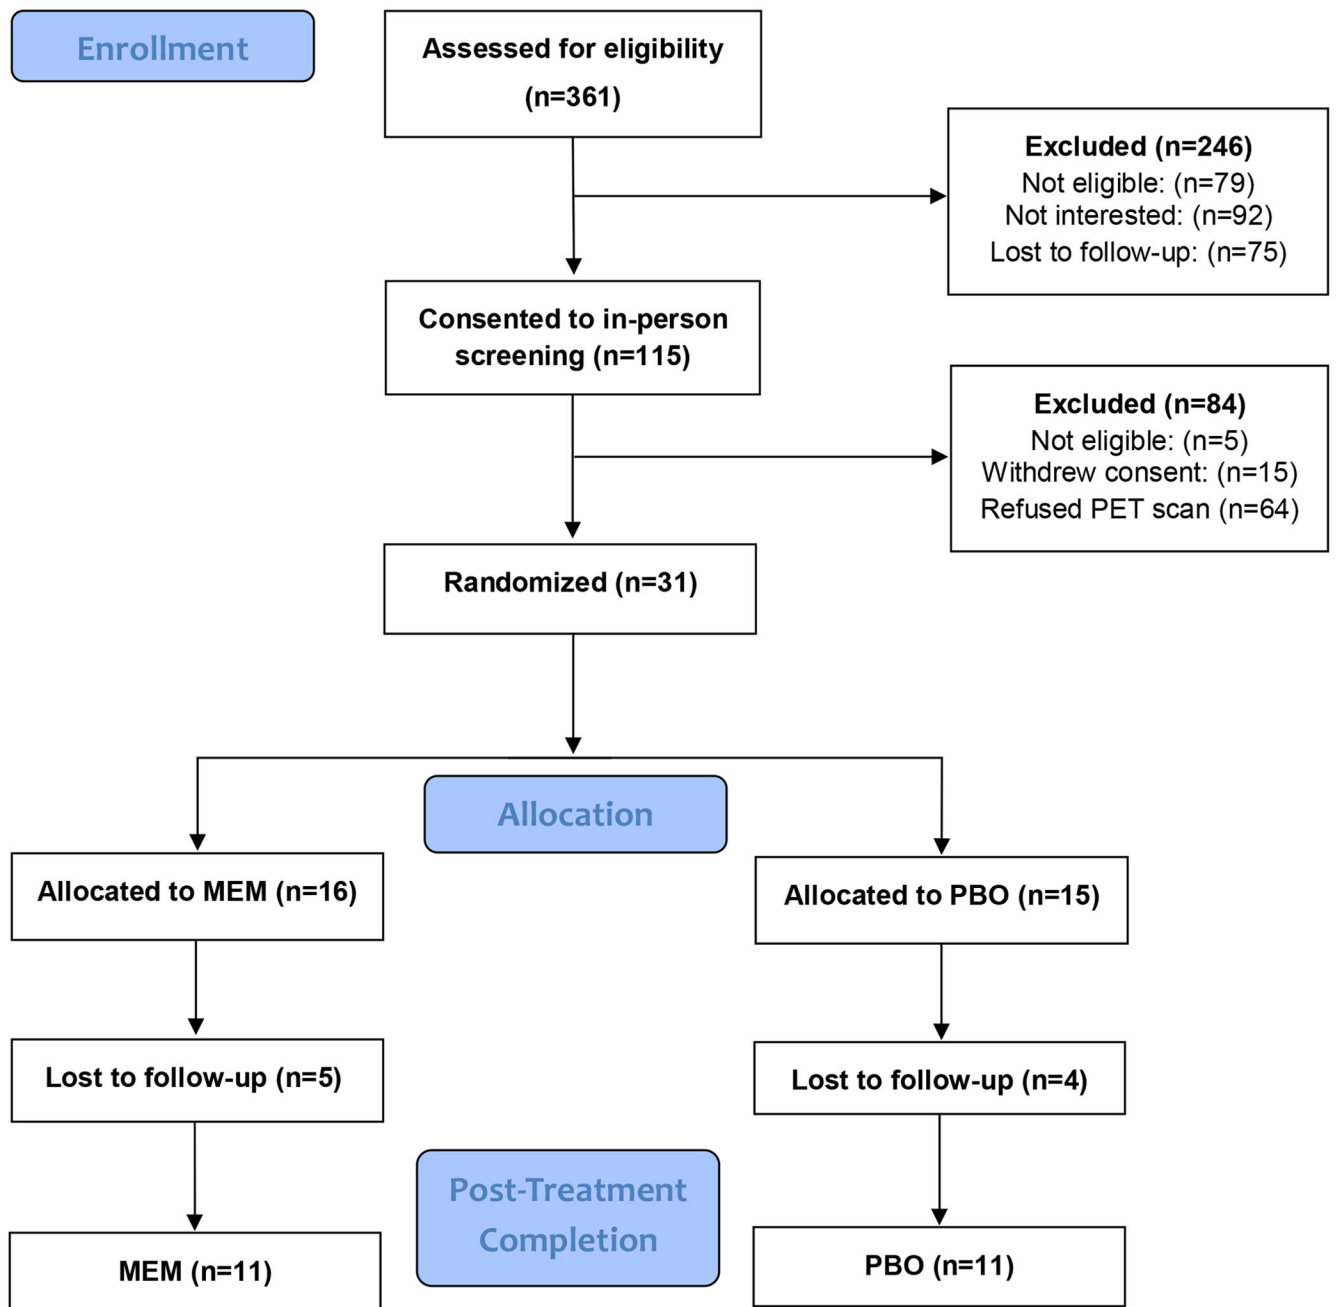 Enrollment
Assessed for eligibility
(n=361)
Excluded (n=246)
Not eligible: (n=79)
Not interested: (n=92)
Lost to follow-up: (n=75)
Consented to in-person
screening (n=115)
Excluded (n=84)
Not eligible: (n=5)
Withdrew consent: (n=15)
Refused PET scan (n=64)
Randomized (n=31)
Allocation
Allocated to MEM (n=16)
Allocated to PBO (n=15)
Lost to follow-up (n=5)
Lost to follow-up (n=4)
Post-Treatment
Completion
MEM (n=11)
PBO (n=11)